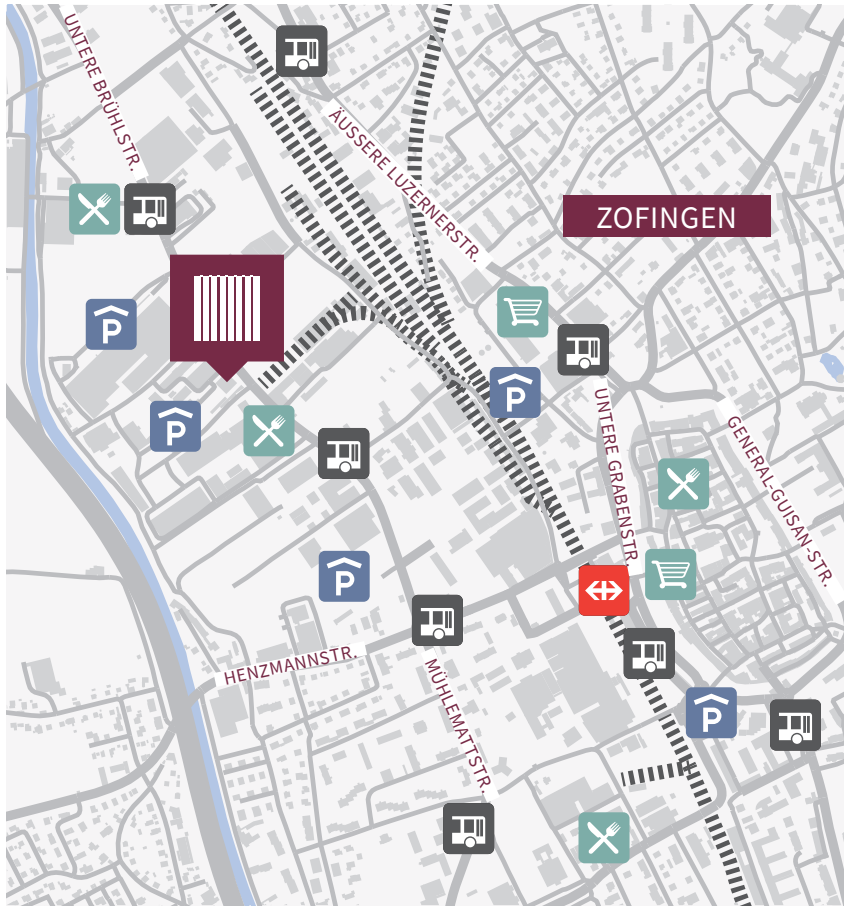 UNTERE BRÜHLSTR.
ÄUSSERE LUZERNERSTR.
ZOFINGEN
P
P
P
UNTERE GRABENSTR.
GENERAL-GUISAN-STR.
P
HENZMANNSTR.
MÜHLEMATTSTR.
P